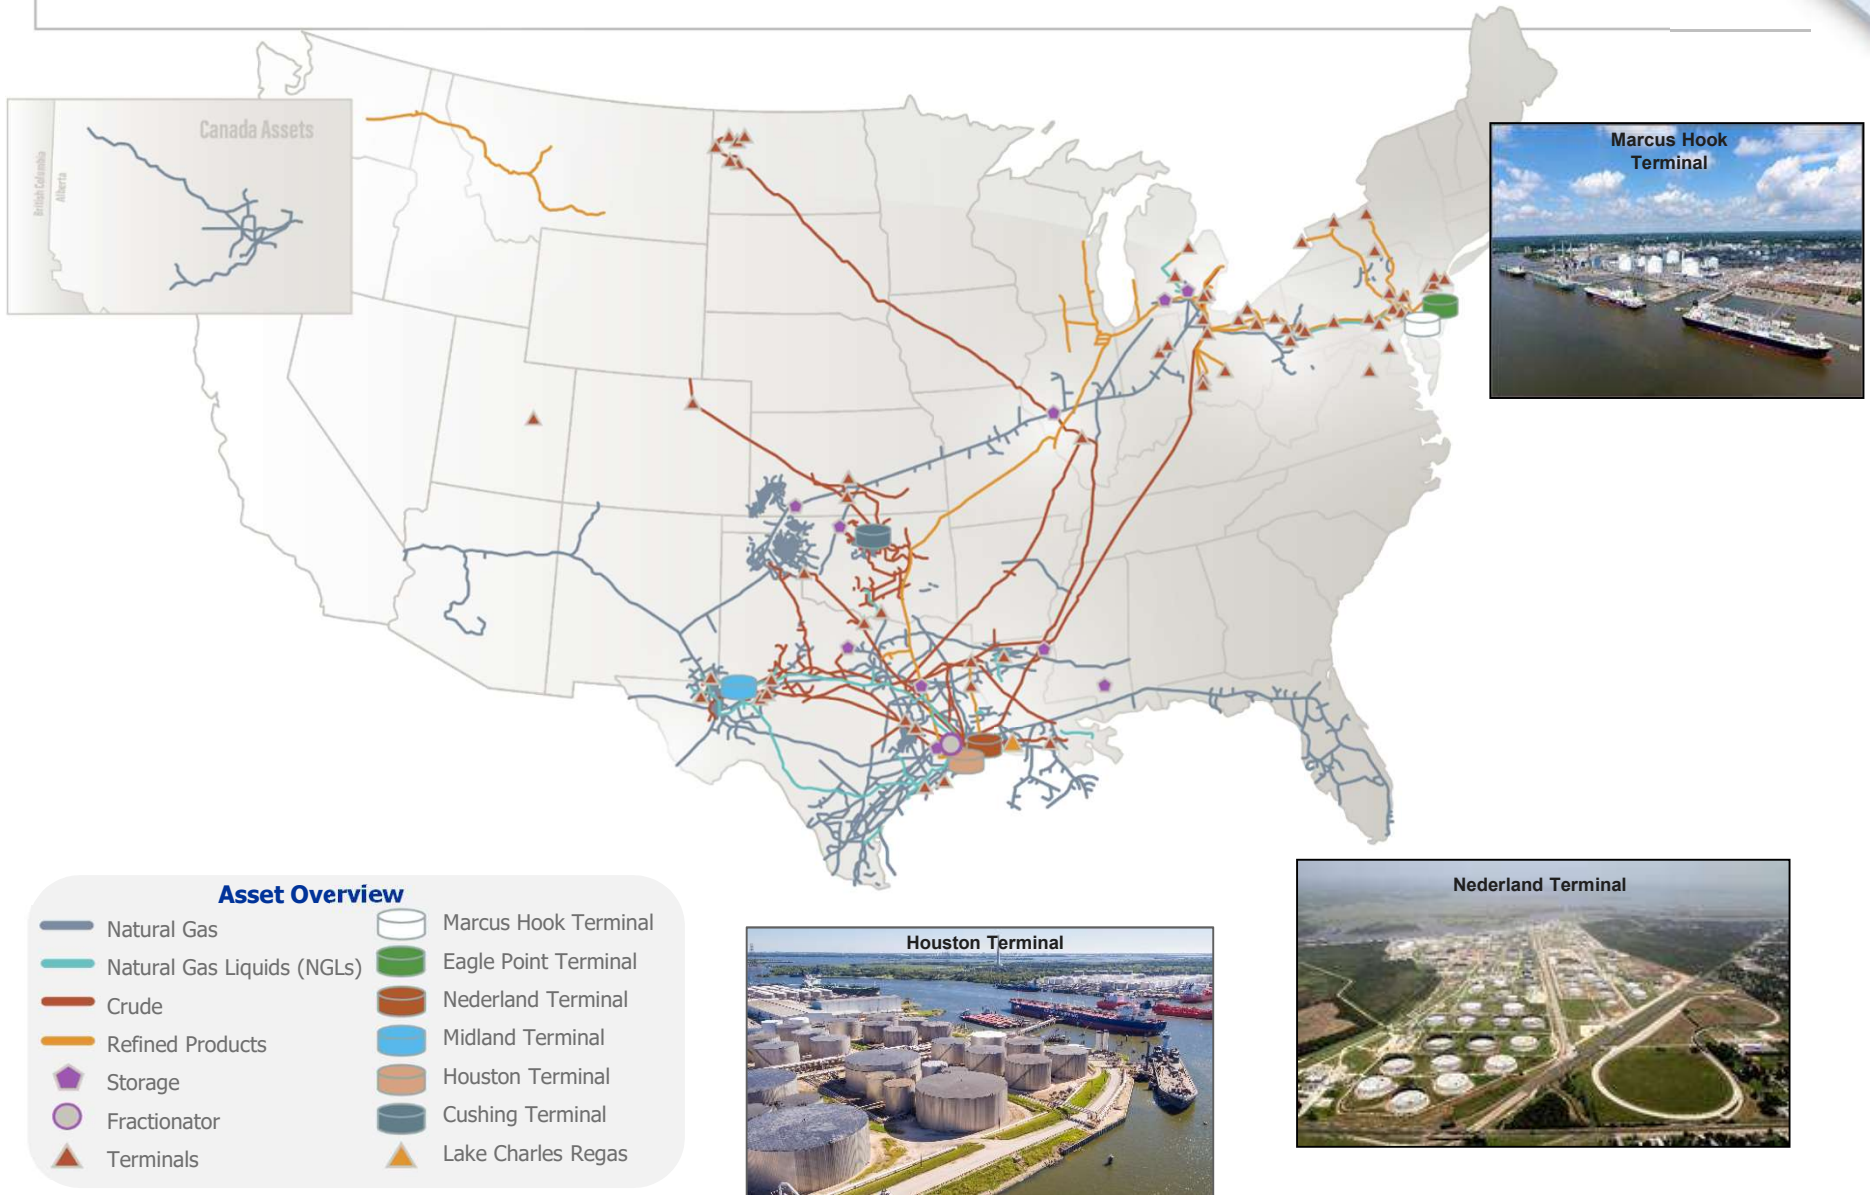 Canada Assets
British Columbia
Alberta
Marcus Hook
Terminal
Asset Overview
Natural Gas
Natural Gas Liquids (NGLs)
Crude
Refined Products
Storage
Fractionator
Terminals
Marcus Hook Terminal
Eagle Point Terminal
Nederland Terminal
Midland Terminal
Houston Terminal
Cushing Terminal
Lake Charles Regas
Houston Terminal
Nederland Terminal